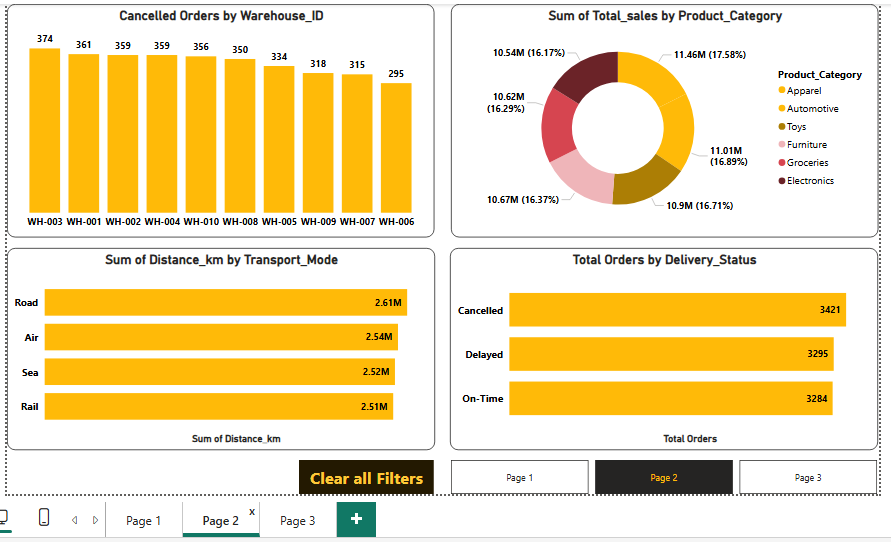 Cancelled Orders by Warehouse_ID
374 361 359 359 356 350 334 318 315 295
WH-003 WH-001 WH-002 WH-004 WH-010 WH-008 WH-005 WH-009 WH-007 WH-006
Sum of Total_sales by Product_Category
10.54M (16.17%)
11.46M (17.58%)
10.62M
(16.29%)
11.01M
(16.89%)
10.67M (16.37%)
10.9M (16.71%)
Product_Category
Apparel
Automotive
Toys
Furniture
Groceries
Electronics
Sum of Distance_km by Transport_Mode
Road 2.61M
Air 2.54M
Sea 2.52M
Rail 2.51M
Sum of Distance_km
Total Orders by Delivery_Status
Cancelled 3421
Delayed 3295
On-Time 3284
Total Orders
Clear all Filters
Page 1 Page 2 Page 3
Page 1 Page 2 x Page 3 +